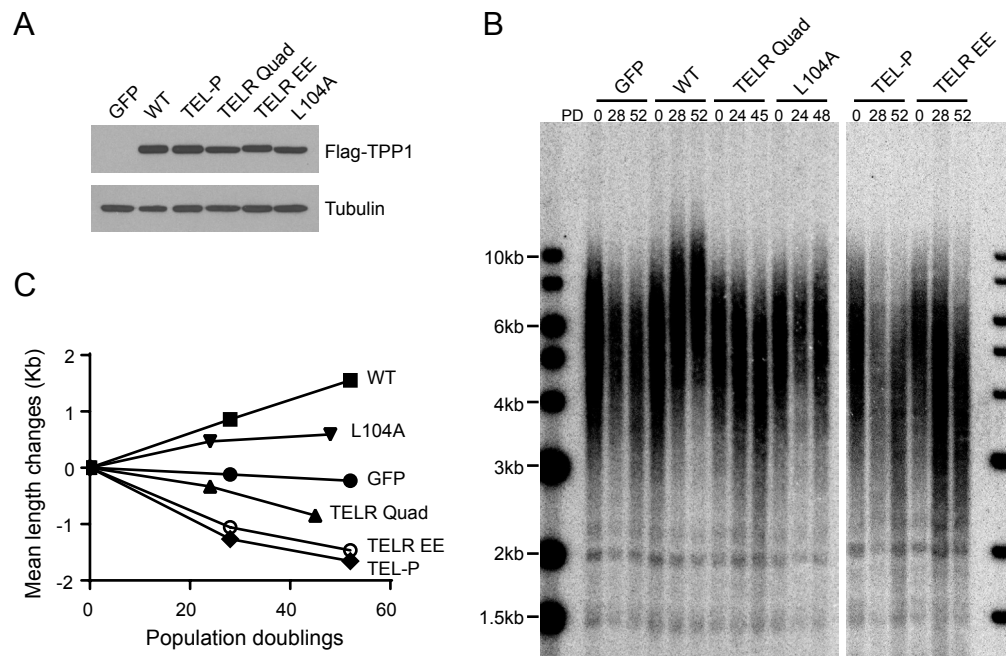 A
GFP WT TEL-P TELR Quad TELR EE L104A
Flag-TPP1
Tubulin
B
GFP WT TELR Quad L104A TEL-P TELR EE
PD 0 28 52 0 28 52 0 24 45 0 24 48 0 28 52 0 28 52
10kb
6kb
4kb
3kb
2kb
1.5kb
C
Mean length changes (Kb)
2
1
0
-1
-2
WT
L104A
GFP
TELR Quad
TELR EE
TEL-P
0 20 40 60
Population doublings